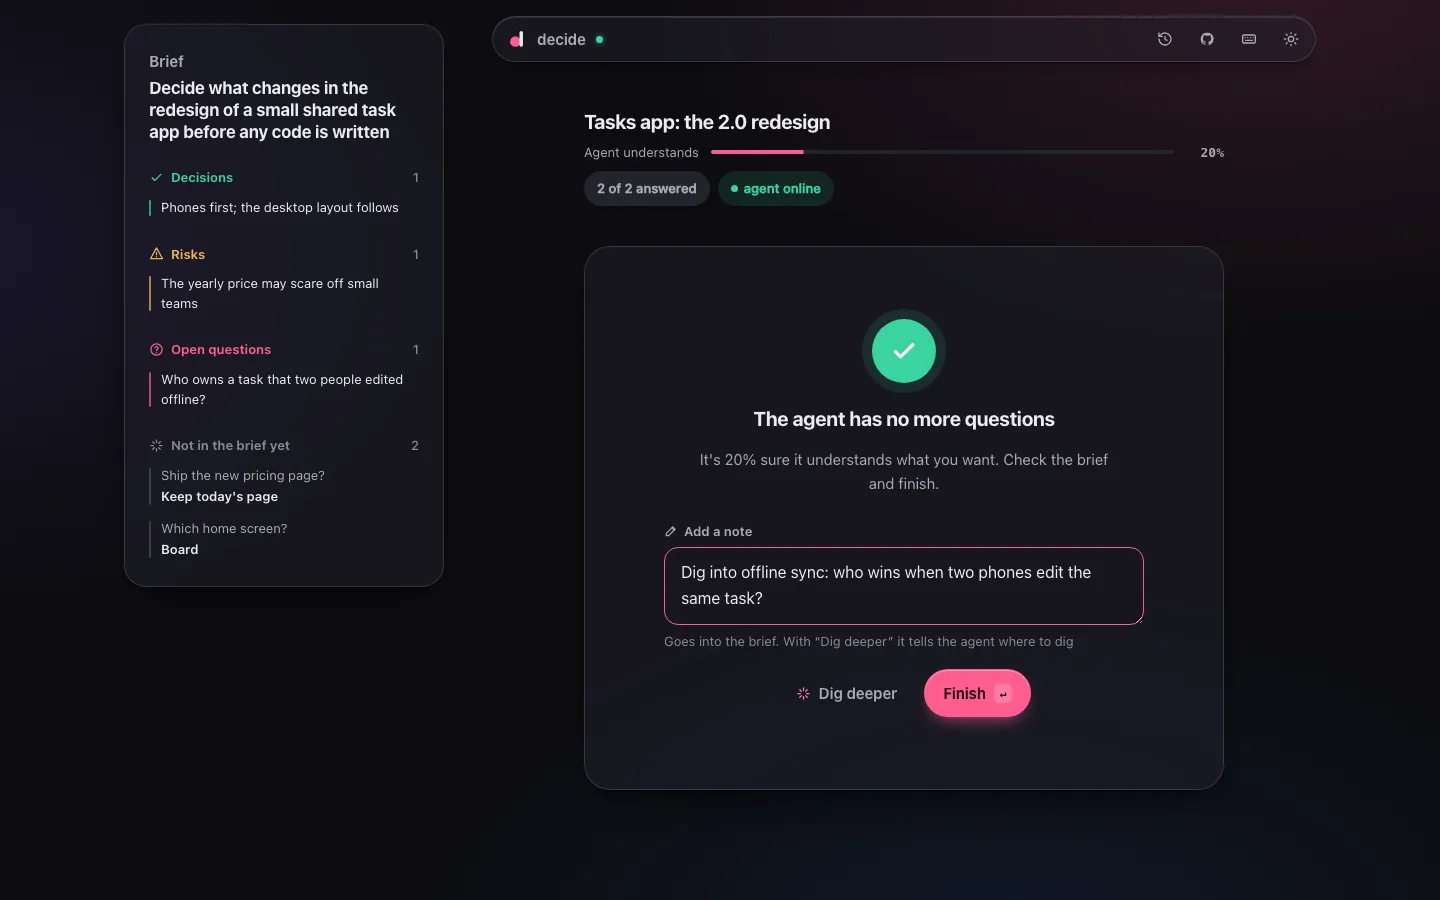 Brief
Decide what changes in the
redesign of a small shared task
app before any code is written
Decisions 1
Phones first; the desktop layout follows
Risks 1
The yearly price may scare off small
teams
Open questions 1
Who owns a task that two people edited
offline?
Not in the brief yet 2
Ship the new pricing page?
Keep today's page
Which home screen?
Board
decide
Tasks app: the 2.0 redesign
Agent understands 20%
2 of 2 answered agent online
The agent has no more questions
It's 20% sure it understands what you want. Check the brief
and finish.
Add a note
Dig into offline sync: who wins when two phones edit the
same task?
Goes into the brief. With “Dig deeper” it tells the agent where to dig
Dig deeper Finish ↵